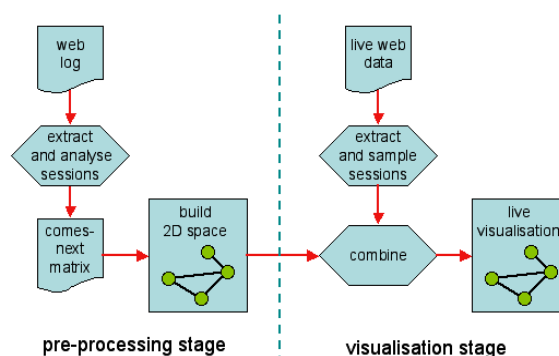 web
log
extract
and analyse
sessions
comes-
next
matrix
build
2D space
pre-processing stage
live web
data
extract
and sample
sessions
combine
live
visualisation
visualisation stage